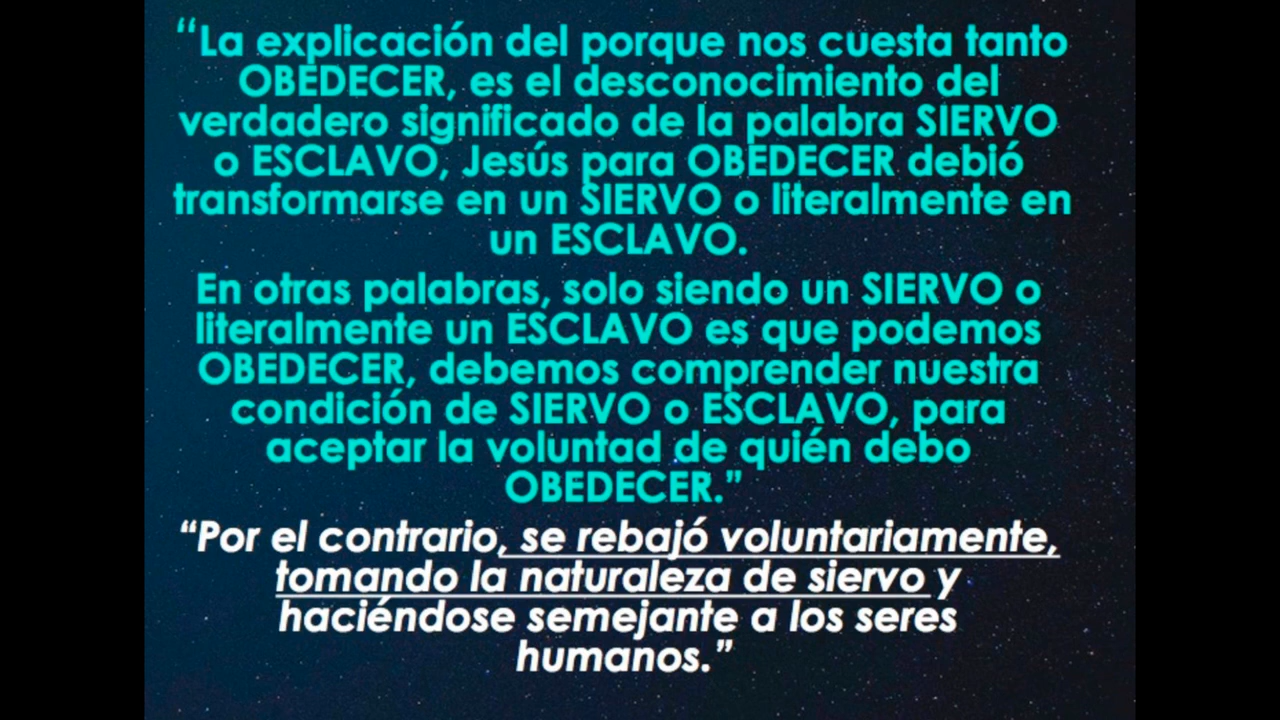 “La explicación del porque nos cuesta tanto
OBEDECER, es el desconocimiento del
verdadero significado de la palabra SIERVO
o ESCLAVO, Jesús para OBEDECER debió
transformarse en un SIERVO o literalmente en
un ESCLAVO.
En otras palabras, solo siendo un SIERVO o
literalmente un ESCLAVO es que podemos
OBEDECER, debemos comprender nuestra
condición de SIERVO o ESCLAVO, para
aceptar la voluntad de quién debo
OBEDECER.”
“Por el contrario, se rebajó voluntariamente,
tomando la naturaleza de siervo y
haciéndose semejante a los seres
humanos.”